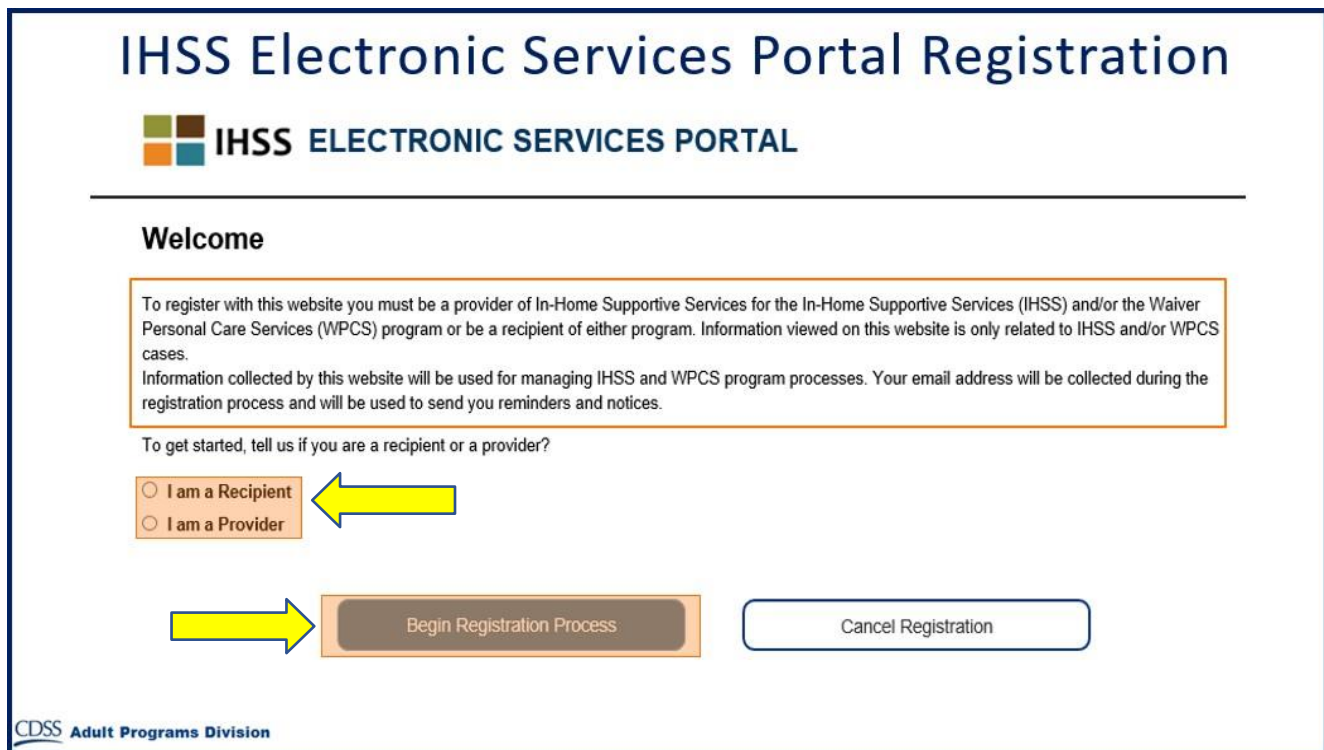 IHSS Electronic Services Portal Registration
IHSS ELECTRONIC SERVICES PORTAL
Welcome
To register with this website you must be a provider of In-Home Supportive Services for the In-Home Supportive Services (IHSS) and/or the Waiver
Personal Care Services (WPCS) program or be a recipient of either program. Information viewed on this website is only related to IHSS and/or WPCS
cases.
Information collected by this website will be used for managing IHSS and WPCS program processes. Your email address will be collected during the
registration process and will be used to send you reminders and notices.
To get started, tell us if you are a recipient or a provider?
I am a Recipient
I am a Provider
Begin Registration Process
Cancel Registration
CDSS Adult Programs Division